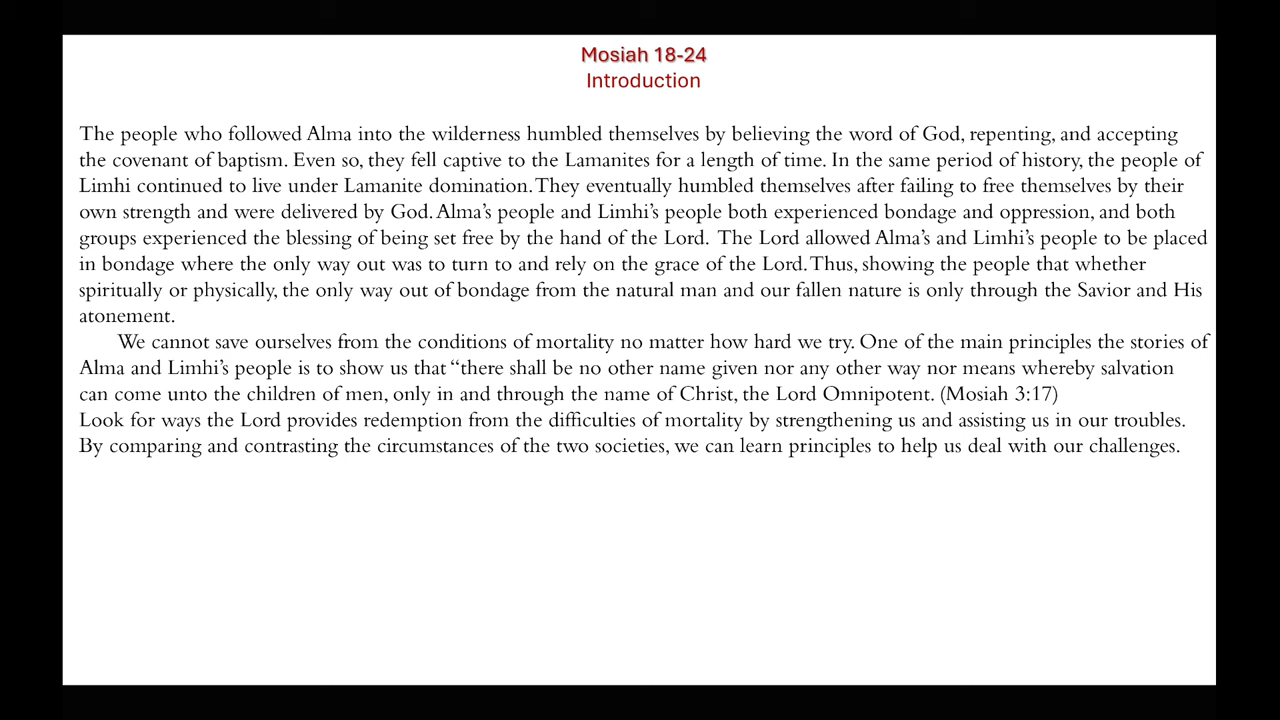 Mosiah 18-24
Introduction
The people who followed Alma into the wilderness humbled themselves by believing the word of God, repenting, and accepting
the covenant of baptism. Even so, they fell captive to the Lamanites for a length of time. In the same period of history, the people of
Limhi continued to live under Lamanite domination. They eventually humbled themselves after failing to free themselves by their
own strength and were delivered by God. Alma’s people and Limhi’s people both experienced bondage and oppression, and both
groups experienced the blessing of being set free by the hand of the Lord. The Lord allowed Alma’s and Limhi’s people to be placed
in bondage where the only way out was to turn to and rely on the grace of the Lord. Thus, showing the people that whether
spiritually or physically, the only way out of bondage from the natural man and our fallen nature is only through the Savior and His
atonement.
We cannot save ourselves from the conditions of mortality no matter how hard we try. One of the main principles the stories of
Alma and Limhi’s people is to show us that “there shall be no other name given nor any other way nor means whereby salvation
can come unto the children of men, only in and through the name of Christ, the Lord Omnipotent. (Mosiah 3:17)
Look for ways the Lord provides redemption from the difficulties of mortality by strengthening us and assisting us in our troubles.
By comparing and contrasting the circumstances of the two societies, we can learn principles to help us deal with our challenges.